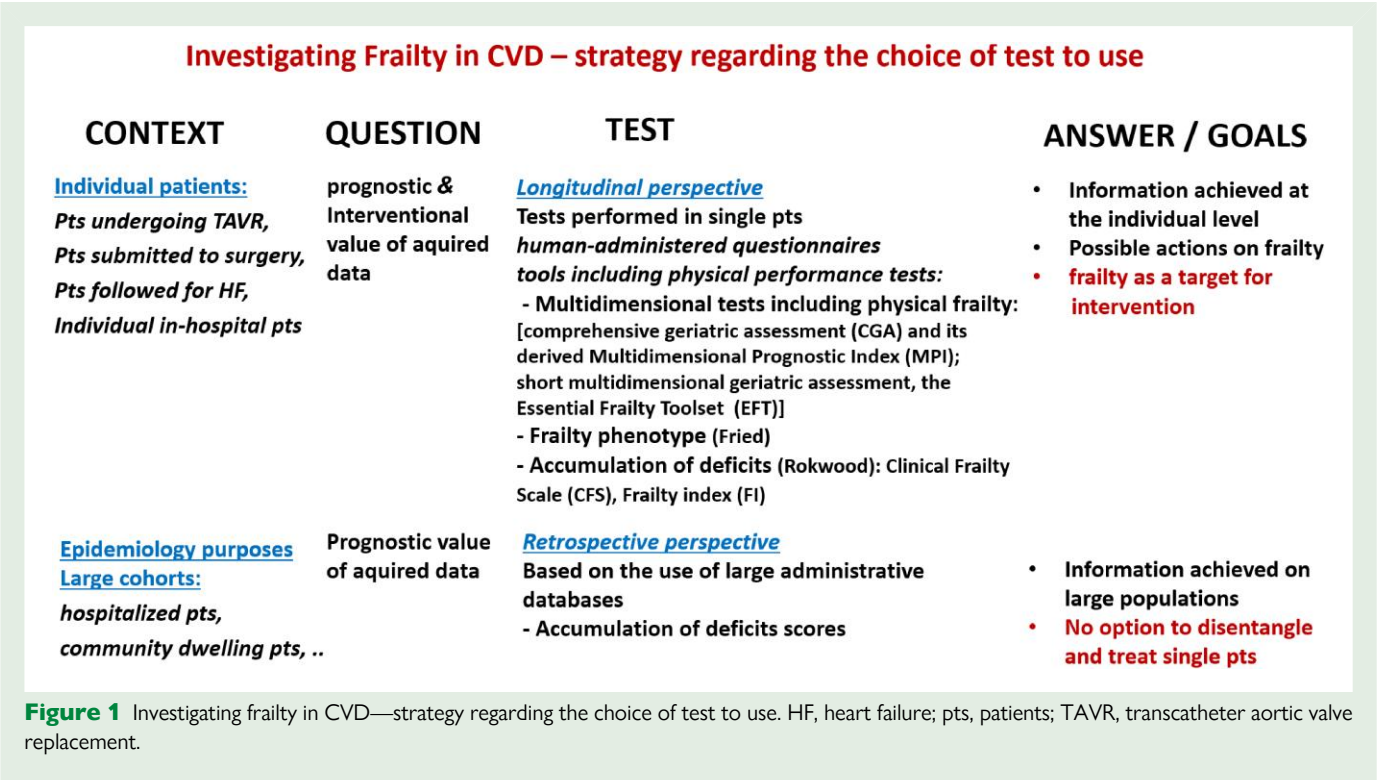 Investigating Frailty in CVD – strategy regarding the choice of test to use
CONTEXT
QUESTION
TEST
ANSWER / GOALS
Individual patients:
Pts undergoing TAVR,
Pts submitted to surgery,
Pts followed for HF,
Individual in-hospital pts
prognostic &
Interventional
value of aquired
data
Longitudinal perspective
Tests performed in single pts
human-administered questionnaires
tools including physical performance tests:
- Multidimensional tests including physical frailty:
[comprehensive geriatric assessment (CGA) and its
derived Multidimensional Prognostic Index (MPI);
short multidimensional geriatric assessment, the
Essential Frailty Toolset (EFT)]
- Frailty phenotype (Fried)
- Accumulation of deficits (Rokwood): Clinical Frailty
Scale (CFS), Frailty index (FI)
• Information achieved at
the individual level
• Possible actions on frailty
• frailty as a target for
intervention
Epidemiology purposes
Large cohorts:
hospitalized pts,
community dwelling pts, ..
Prognostic value
of aquired data
Retrospective perspective
Based on the use of large administrative
databases
- Accumulation of deficits scores
• Information achieved on
large populations
• No option to disentangle
and treat single pts
Figure 1 Investigating frailty in CVD—strategy regarding the choice of test to use. HF, heart failure; pts, patients; TAVR, transcatheter aortic valve
replacement.